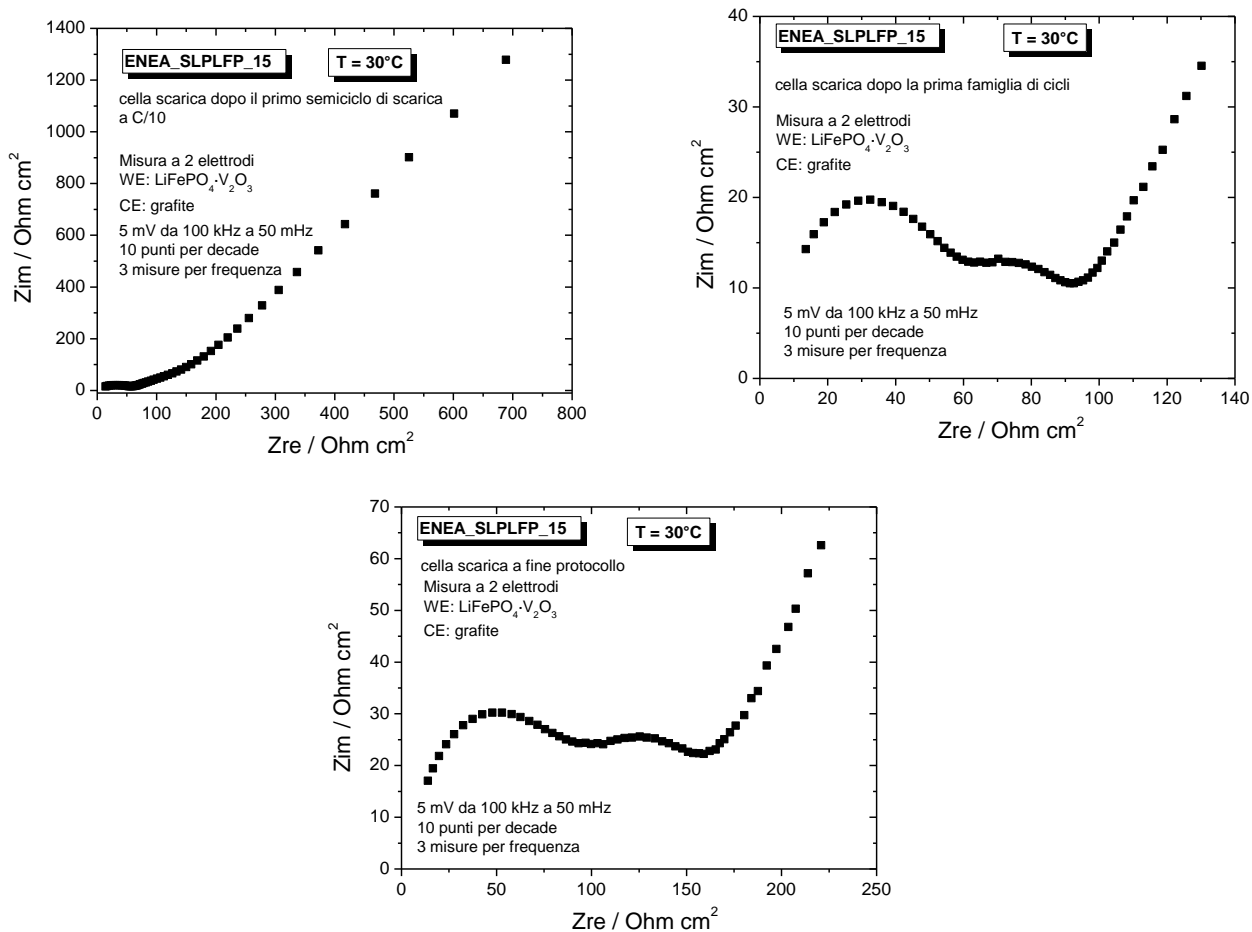 ENEA_SLPLFP_15
T = 30°C
cella scarica dopo il primo semiciclo di scarica
a C/10
Misura a 2 elettrodi
WE: LiFePO4·V2O3
CE: grafite
5 mV da 100 kHz a 50 mHz
10 punti per decade
3 misure per frequenza
1400
1200
1000
800
600
400
200
0
Zim / Ohm cm2
0 100 200 300 400 500 600 700 800
Zre / Ohm cm2
ENEA_SLPLFP_15
T = 30°C
cella scarica dopo la prima famiglia di cicli
Misura a 2 elettrodi
WE: LiFePO4·V2O3
CE: grafite
5 mV da 100 kHz a 50 mHz
10 punti per decade
3 misure per frequenza
40
30
20
10
0
Zim / Ohm cm2
0 20 40 60 80 100 120 140
Zre / Ohm cm2
ENEA_SLPLFP_15
T = 30°C
cella scarica a fine protocollo
Misura a 2 elettrodi
WE: LiFePO4·V2O3
CE: grafite
5 mV da 100 kHz a 50 mHz
10 punti per decade
3 misure per frequenza
70
60
50
40
30
20
10
0
Zim / Ohm cm2
0 50 100 150 200 250
Zre / Ohm cm2